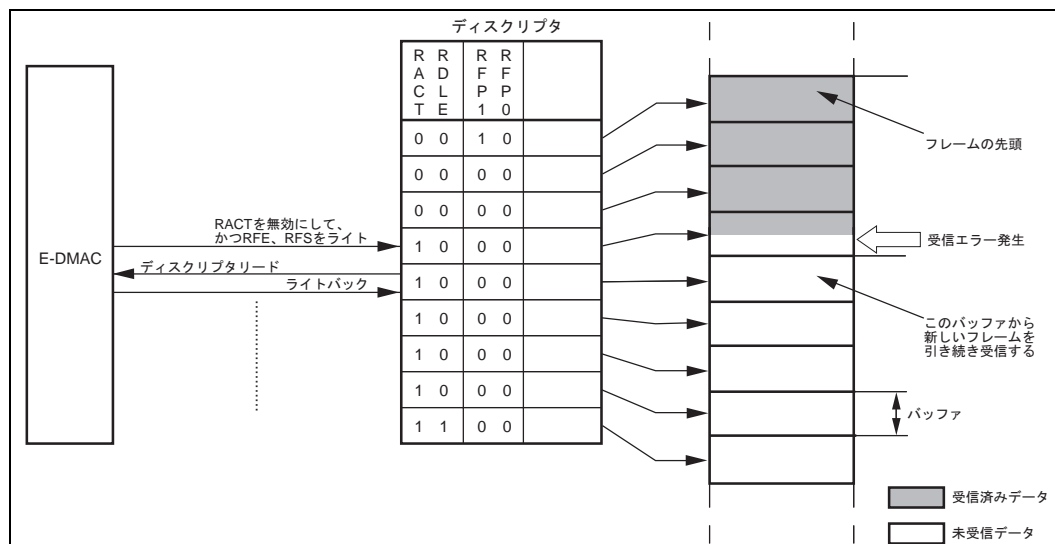 ディスクリプタ
RACT RDLE RFP1 RFP0
0 0 1 0
0 0 0 0
0 0 0 0
1 0 0 0
1 0 0 0
1 0 0 0
1 0 0 0
1 0 0 0
1 1 0 0
E-DMAC
RACTを無効にして、
かつRFE、RFSをライト
ディスクリプタリード
ライトバック
フレームの先頭
受信エラー発生
このバッファから
新しいフレームを
引き続き受信する
バッファ
受信済みデータ
未受信データ